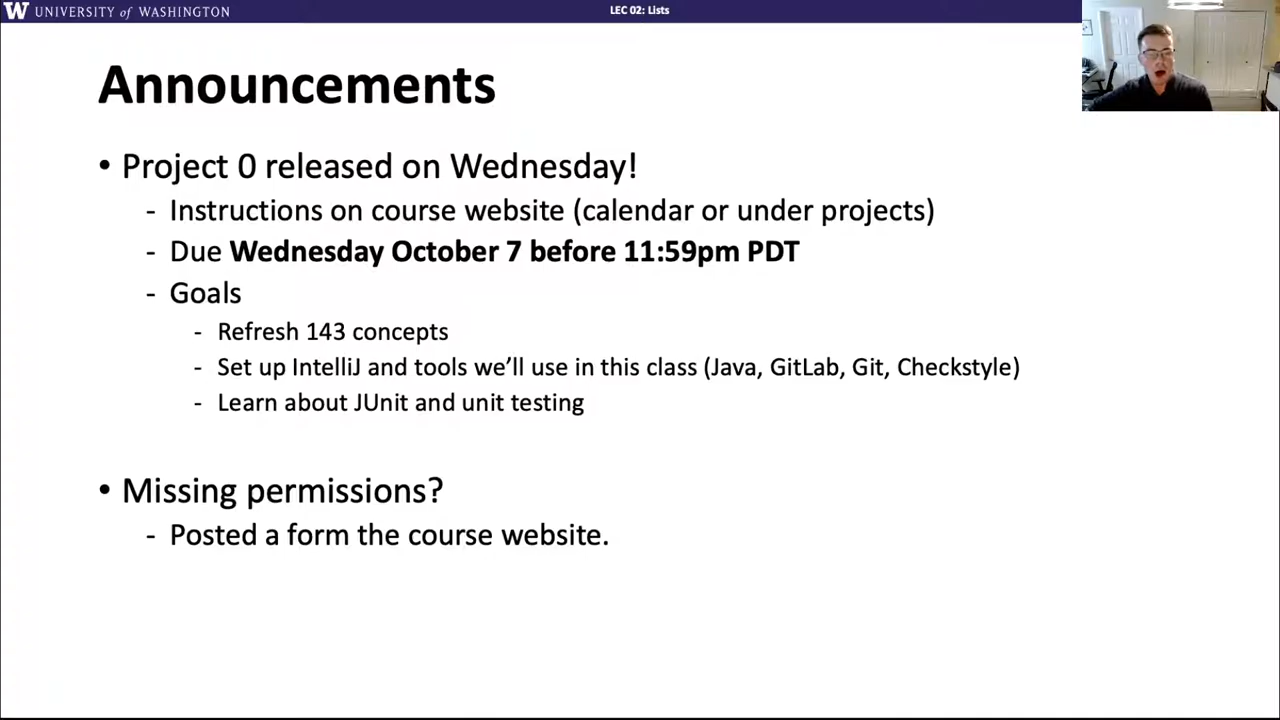 W UNIVERSITY of WASHINGTON
LEC 02: Lists
Announcements
• Project 0 released on Wednesday!
- Instructions on course website (calendar or under projects)
- Due Wednesday October 7 before 11:59pm PDT
- Goals
- Refresh 143 concepts
- Set up IntelliJ and tools we’ll use in this class (Java, GitLab, Git, Checkstyle)
- Learn about JUnit and unit testing
• Missing permissions?
- Posted a form the course website.